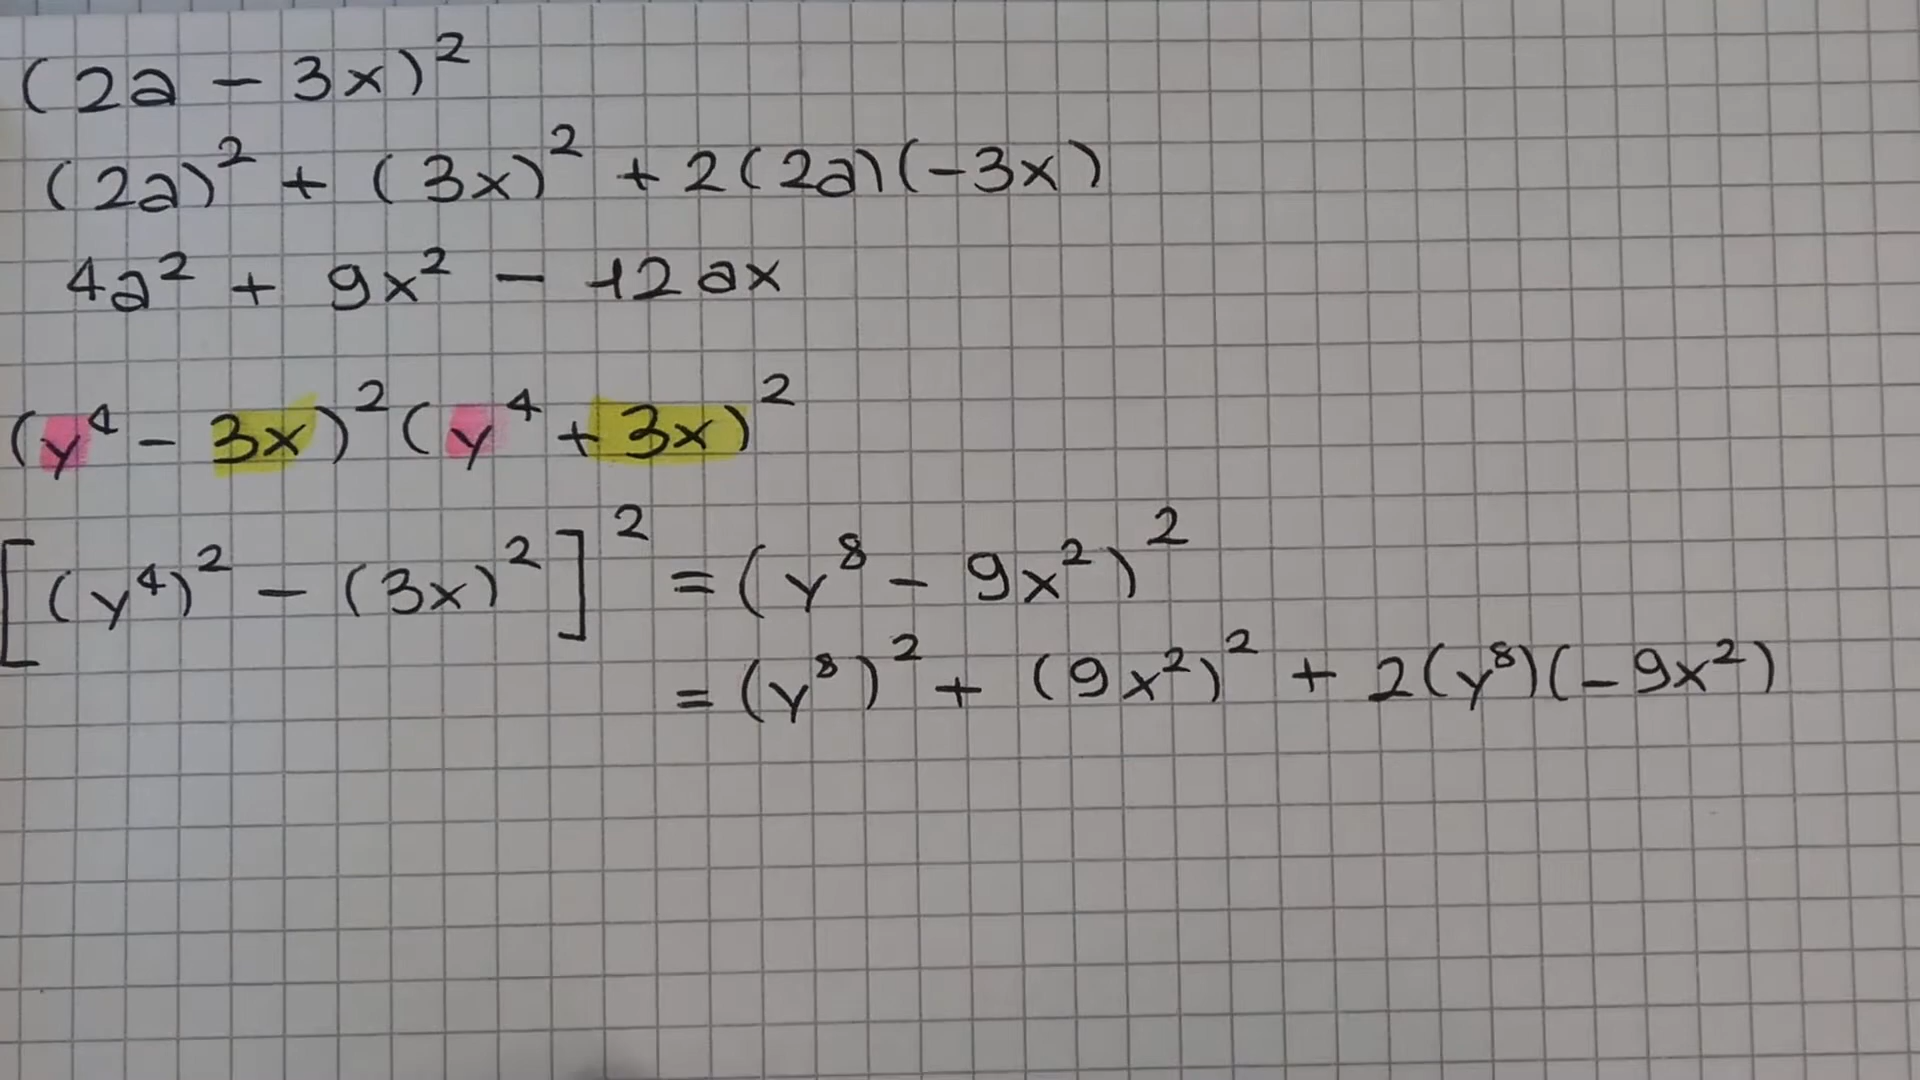 (2a - 3x)²
(2a)² + (3x)² + 2(2a)(-3x)
4a² + 9x² - 12ax
(y⁴ - 3x)²(y⁴ + 3x)²
[(y⁴)² - (3x)²]² = (y⁸ - 9x²)²
= (y⁸)² + (9x²)² + 2(y⁸)(-9x²)